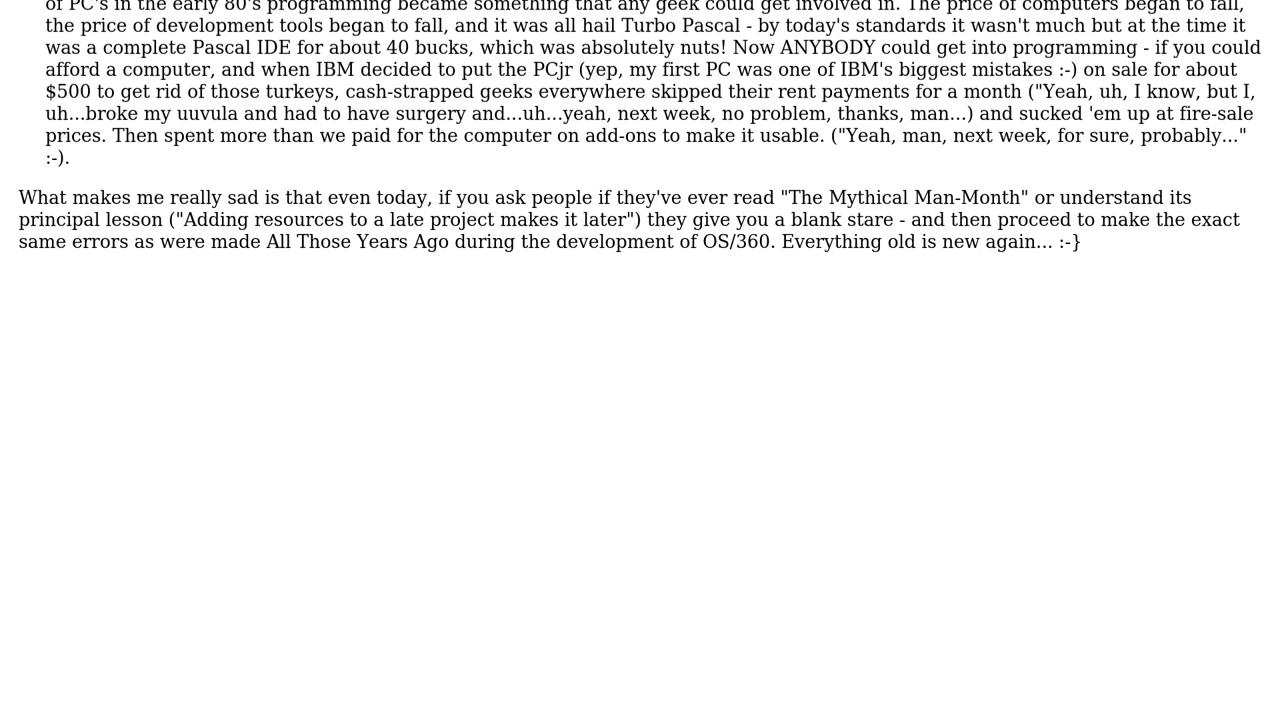 of PC's in the early 80's programming became something that any geek could get involved in. The price of computers began to fall,
the price of development tools began to fall, and it was all hail Turbo Pascal - by today's standards it wasn't much but at the time it
was a complete Pascal IDE for about 40 bucks, which was absolutely nuts! Now ANYBODY could get into programming - if you could
afford a computer, and when IBM decided to put the PCjr (yep, my first PC was one of IBM's biggest mistakes :-) on sale for about
$500 to get rid of those turkeys, cash-strapped geeks everywhere skipped their rent payments for a month ("Yeah, uh, I know, but I,
uh...broke my uuvula and had to have surgery and...uh...yeah, next week, no problem, thanks, man...) and sucked 'em up at fire-sale
prices. Then spent more than we paid for the computer on add-ons to make it usable. ("Yeah, man, next week, for sure, probably..."
:-).
What makes me really sad is that even today, if you ask people if they've ever read "The Mythical Man-Month" or understand its
principal lesson ("Adding resources to a late project makes it later") they give you a blank stare - and then proceed to make the exact
same errors as were made All Those Years Ago during the development of OS/360. Everything old is new again... :-}